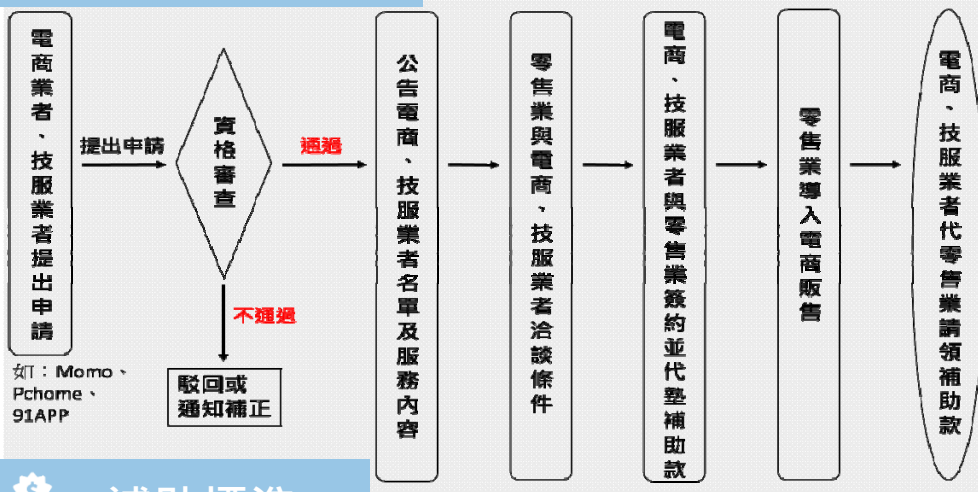 電商業者、技服業者提出申請
如：Momo、
Pchome、
91APP
提出申請
資格審查
通過
不通過
駁回或
通知補正
公告電商、技服業者名單及服務內容
零售業與電商、技服業者洽談條件
電商、技服業者與零售業簽約並代墊補助款
零售業導入電商販售
電商、技服業者代零售業請領補助款